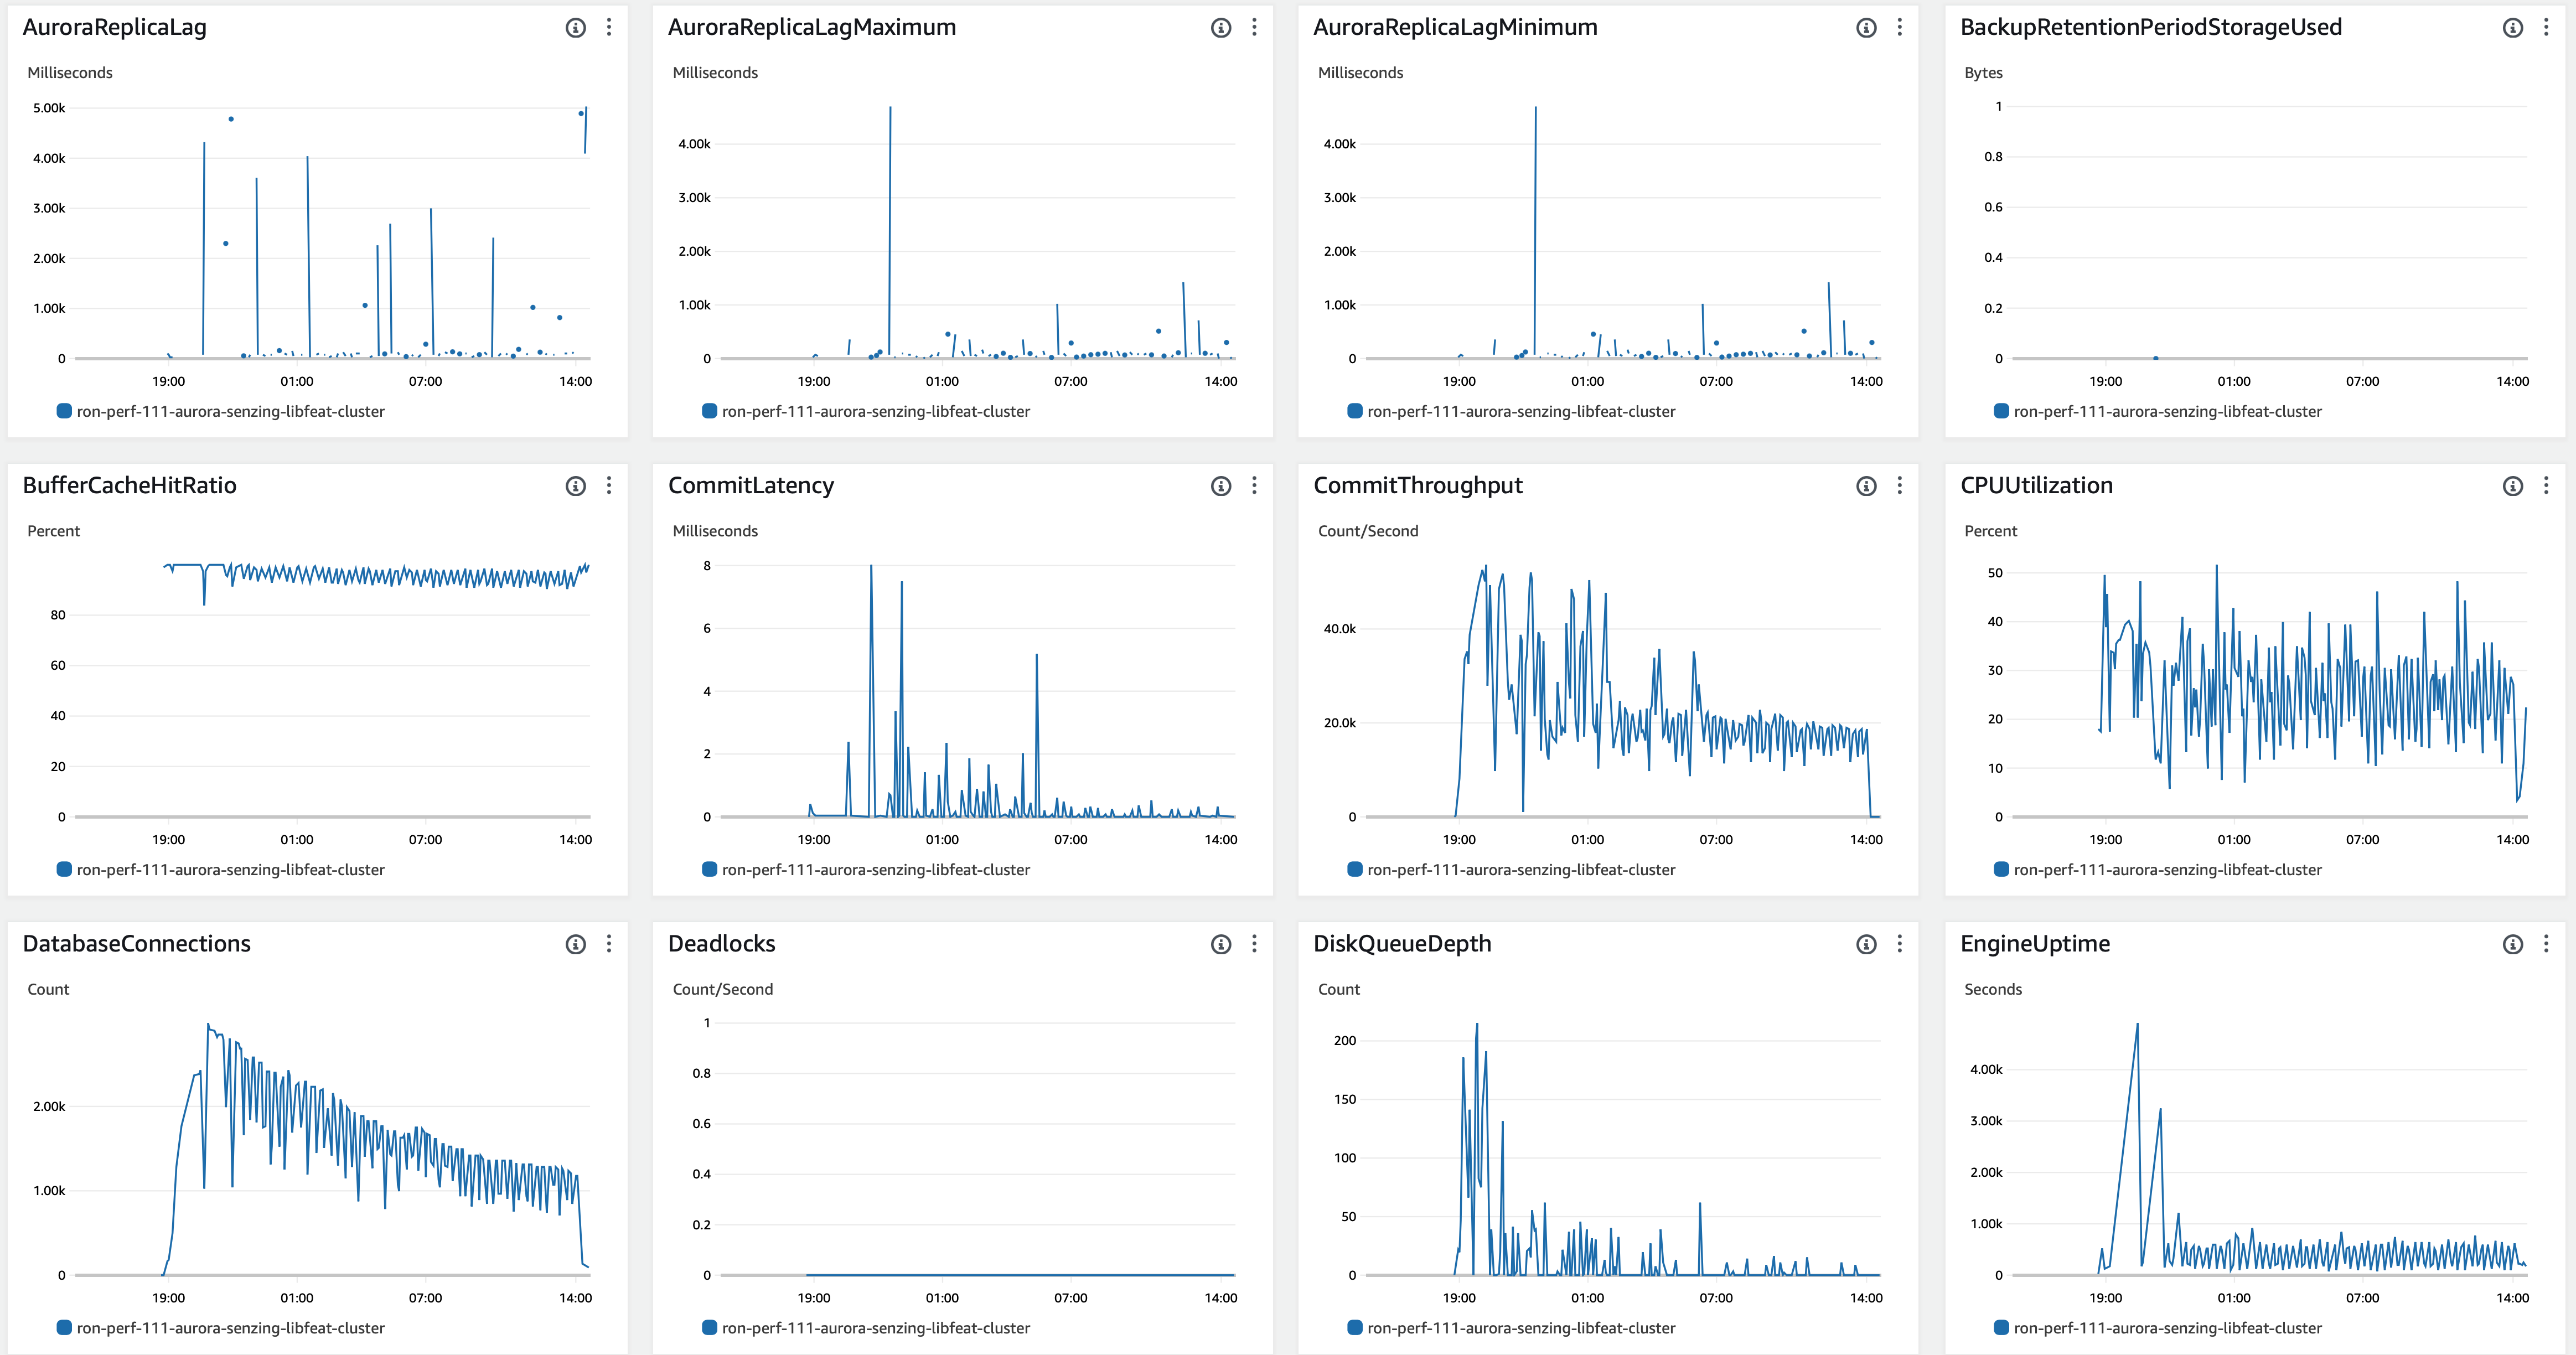 AuroraReplicaLag
Milliseconds
5.00k
4.00k
3.00k
2.00k
1.00k
0
19:00 01:00 07:00 14:00
ron-perf-111-aurora-senzing-libfeat-cluster
AuroraReplicaLagMaximum
Milliseconds
4.00k
3.00k
2.00k
1.00k
0
19:00 01:00 07:00 14:00
ron-perf-111-aurora-senzing-libfeat-cluster
AuroraReplicaLagMinimum
Milliseconds
4.00k
3.00k
2.00k
1.00k
0
19:00 01:00 07:00 14:00
ron-perf-111-aurora-senzing-libfeat-cluster
BackupRetentionPeriodStorageUsed
Bytes
1
0.8
0.6
0.4
0.2
0
19:00 01:00 07:00 14:00
ron-perf-111-aurora-senzing-libfeat-cluster
BufferCacheHitRatio
Percent
80
60
40
20
0
19:00 01:00 07:00 14:00
ron-perf-111-aurora-senzing-libfeat-cluster
CommitLatency
Milliseconds
8
6
4
2
0
19:00 01:00 07:00 14:00
ron-perf-111-aurora-senzing-libfeat-cluster
CommitThroughput
Count/Second
40.0k
20.0k
0
19:00 01:00 07:00 14:00
ron-perf-111-aurora-senzing-libfeat-cluster
CPUUtilization
Percent
50
40
30
20
10
0
19:00 01:00 07:00 14:00
ron-perf-111-aurora-senzing-libfeat-cluster
DatabaseConnections
Count
2.00k
1.00k
0
19:00 01:00 07:00 14:00
ron-perf-111-aurora-senzing-libfeat-cluster
Deadlocks
Count/Second
1
0.8
0.6
0.4
0.2
0
19:00 01:00 07:00 14:00
ron-perf-111-aurora-senzing-libfeat-cluster
DiskQueueDepth
Count
200
150
100
50
0
19:00 01:00 07:00 14:00
ron-perf-111-aurora-senzing-libfeat-cluster
EngineUptime
Seconds
4.00k
3.00k
2.00k
1.00k
0
19:00 01:00 07:00 14:00
ron-perf-111-aurora-senzing-libfeat-cluster